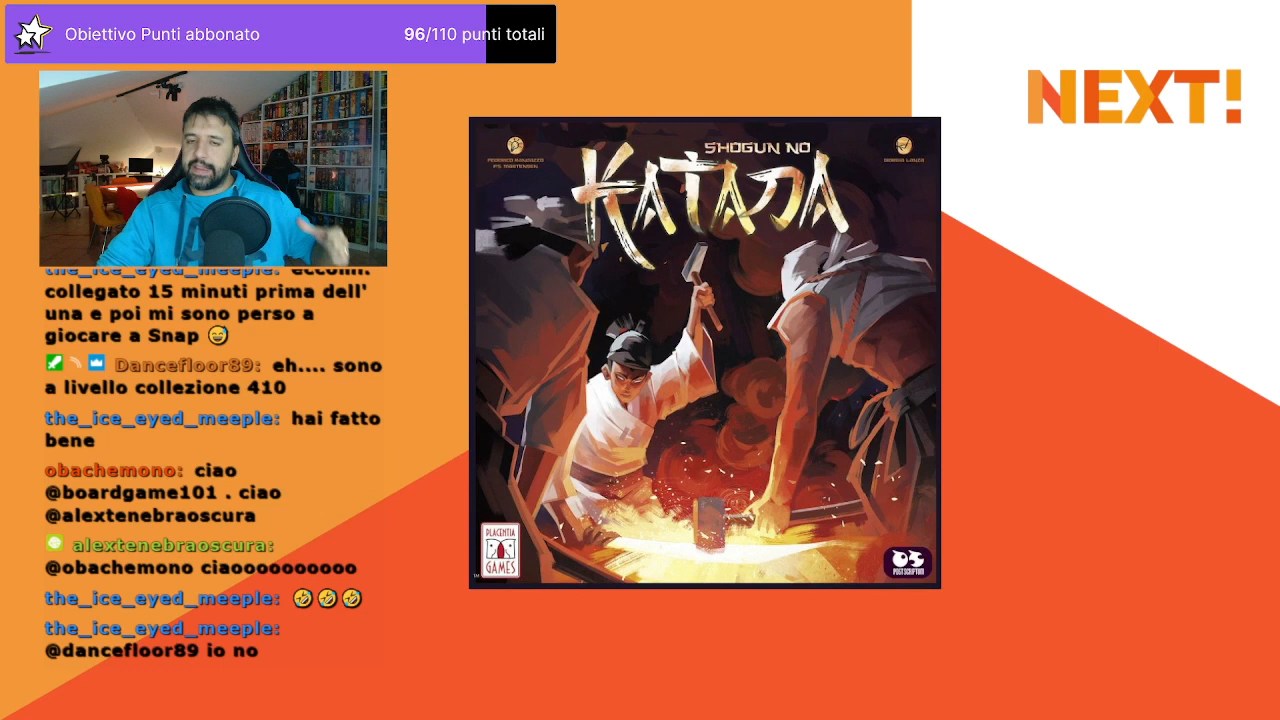 Obiettivo Punti abbonato 96/110 punti totali
NEXT!
collegato 15 minuti prima dell'
una e poi mi sono perso a
giocare a Snap 😅
Dancefloor89: eh.... sono
a livello collezione 410
the_ice_eyed_meeple: hai fatto
bene
obachemono: ciao
@boardgame101 . ciao
@alextenebraoscura
alextenebraoscura:
@obachemono ciaoooooooooo
the_ice_eyed_meeple: 🤣🤣🤣
the_ice_eyed_meeple:
@dancefloor89 io no
SHOGUN NO
KATANA
PLACENTIA
GAMES
POST SCRIPTUM